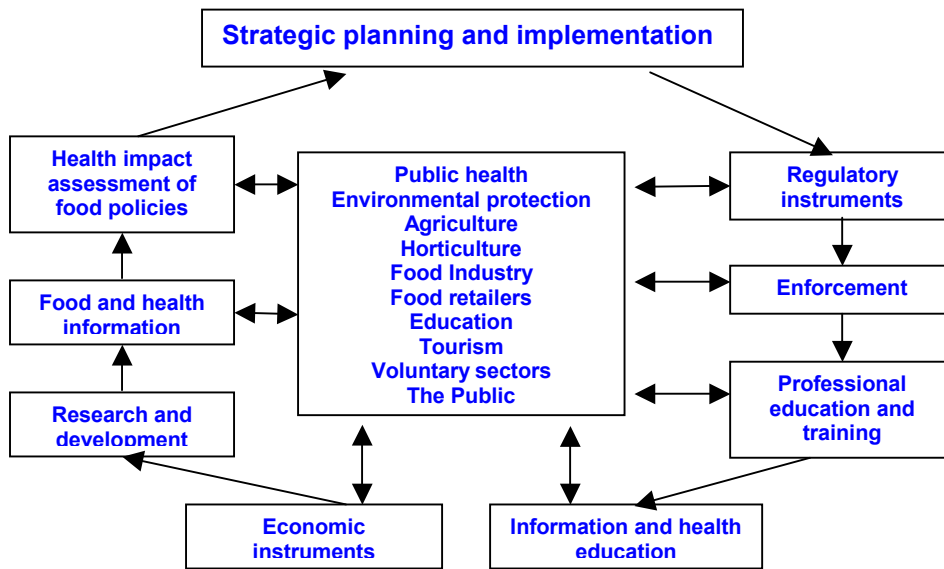 Strategic planning and implementation
Health impact
assessment of
food policies
Public health
Environmental protection
Agriculture
Horticulture
Food Industry
Food retailers
Education
Tourism
Voluntary sectors
The Public
Regulatory
instruments
Food and health
information
Enforcement
Research and
development
Professional
education and
training
Economic
instruments
Information and health
education